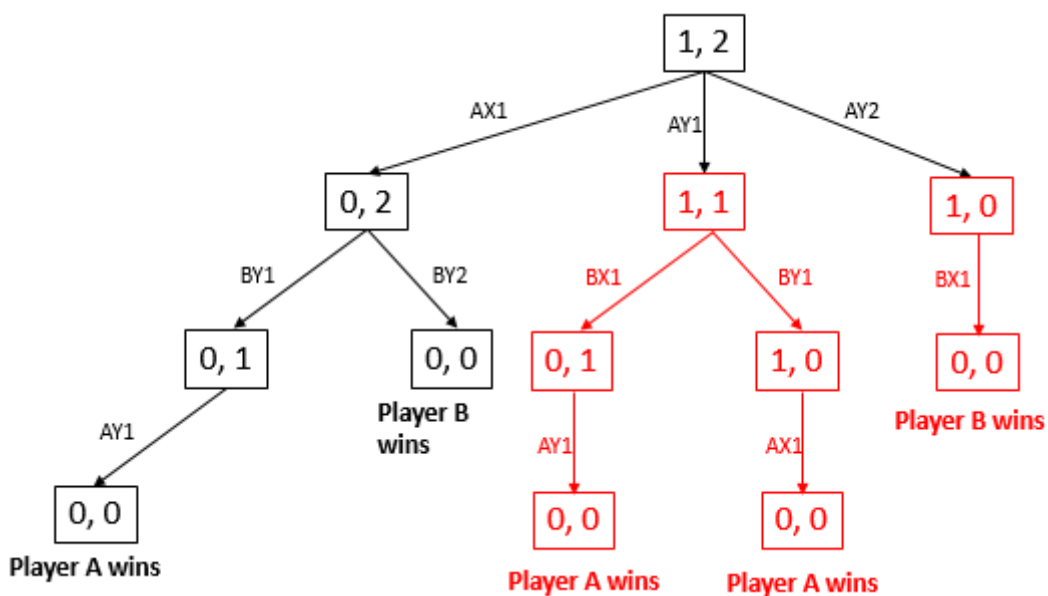 1, 2
AX1
AY1
AY2
0, 2
1, 1
1, 0
BY1
BY2
BX1
BY1
BX1
0, 1
0, 0
0, 1
1, 0
0, 0
Player B
wins
Player B wins
AY1
AY1
AX1
0, 0
0, 0
0, 0
Player A wins
Player A wins
Player A wins